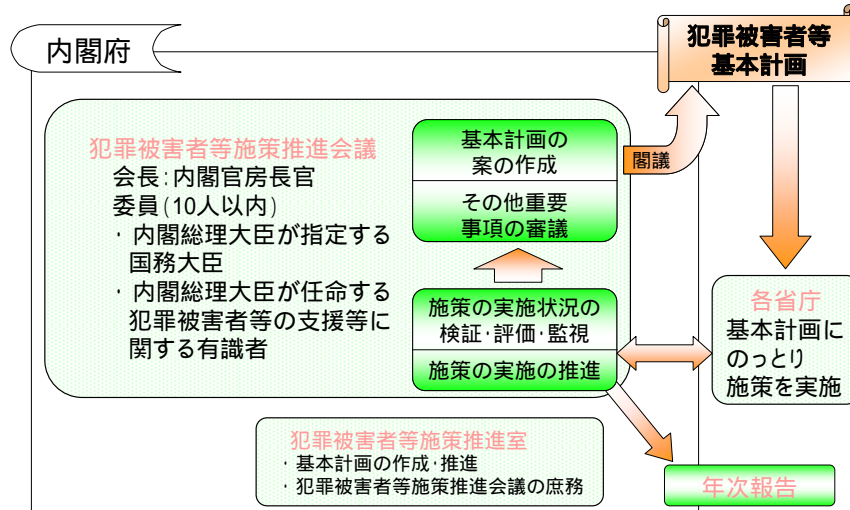 内閣府
犯罪被害者等
基本計画
犯罪被害者等施策推進会議
会長:内閣官房長官
委員(10人以内)
・内閣総理大臣が指定する
国務大臣
・内閣総理大臣が任命する
犯罪被害者等の支援等に
関する有識者
基本計画の
案の作成
その他重要
事項の審議
閣議
施策の実施状況の
検証・評価・監視
施策の実施の推進
各省庁
基本計画に
のっとり
施策を実施
犯罪被害者等施策推進室
・基本計画の作成・推進
・犯罪被害者等施策推進会議の庶務
年次報告